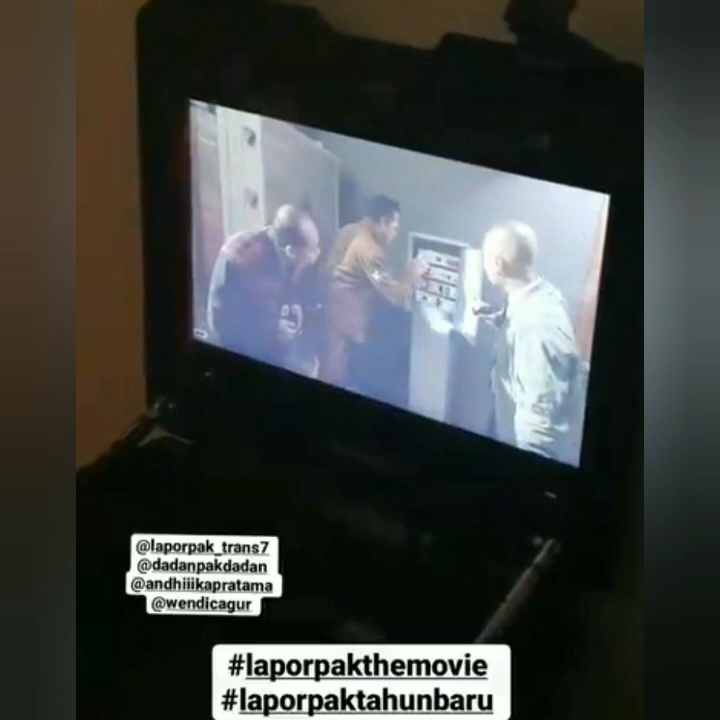 @laporpak_trans7
@dadanpakdadan
@andhiiikapratama
@wendicagur
#laporpakthemovie
#laporpaktahunbaru